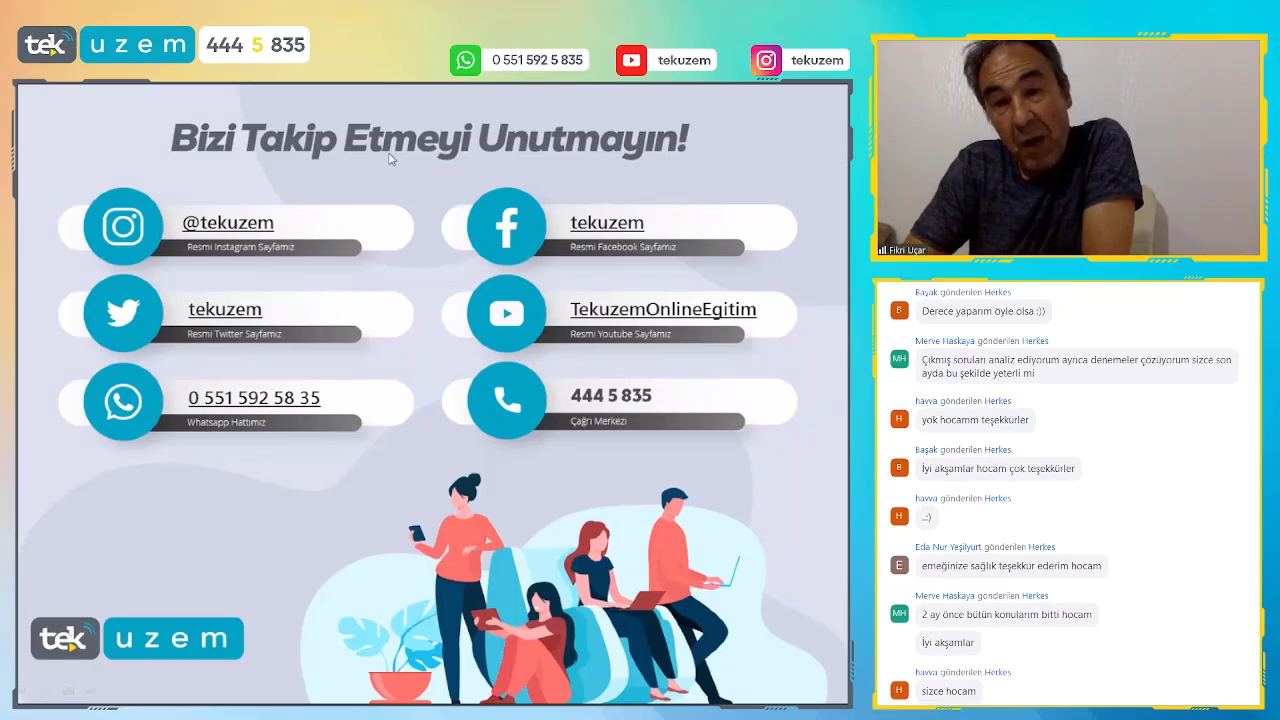 tek uzem 444 5 835
0 551 592 5 835
tekuzem
tekuzem
Bizi Takip Etmeyi Unutmayın!
@tekuzem
Resmi Instagram Sayfamız
tekuzem
Resmi Facebook Sayfamız
tekuzem
Resmi Twitter Sayfamız
TekuzemOnlineEgitim
Resmi Youtube Sayfamız
0 551 592 58 35
Whatsapp Hattımız
444 5 835
Çağrı Merkezi
tek uzem
Fikri Uçar
Başak gönderilen Herkes
B
Derece yaparım öyle olsa :))
Merve Haskaya gönderilen Herkes
MH
Çıkmış soruları analiz ediyorum ayrıca denemeler çözüyorum sizce son
ayda bu şekilde yeterli mi
havva gönderilen Herkes
H
yok hocamm teşekkürler
Başak gönderilen Herkes
B
İyi akşamlar hocam çok teşekkürler
havva gönderilen Herkes
H
..:)
Eda Nur Yeşilyurt gönderilen Herkes
E
emeğinize sağlık teşekkür ederim hocam
Merve Haskaya gönderilen Herkes
MH
2 ay önce bütün konularım bitti hocam
İyi akşamlar
havva gönderilen Herkes
H
sizce hocam